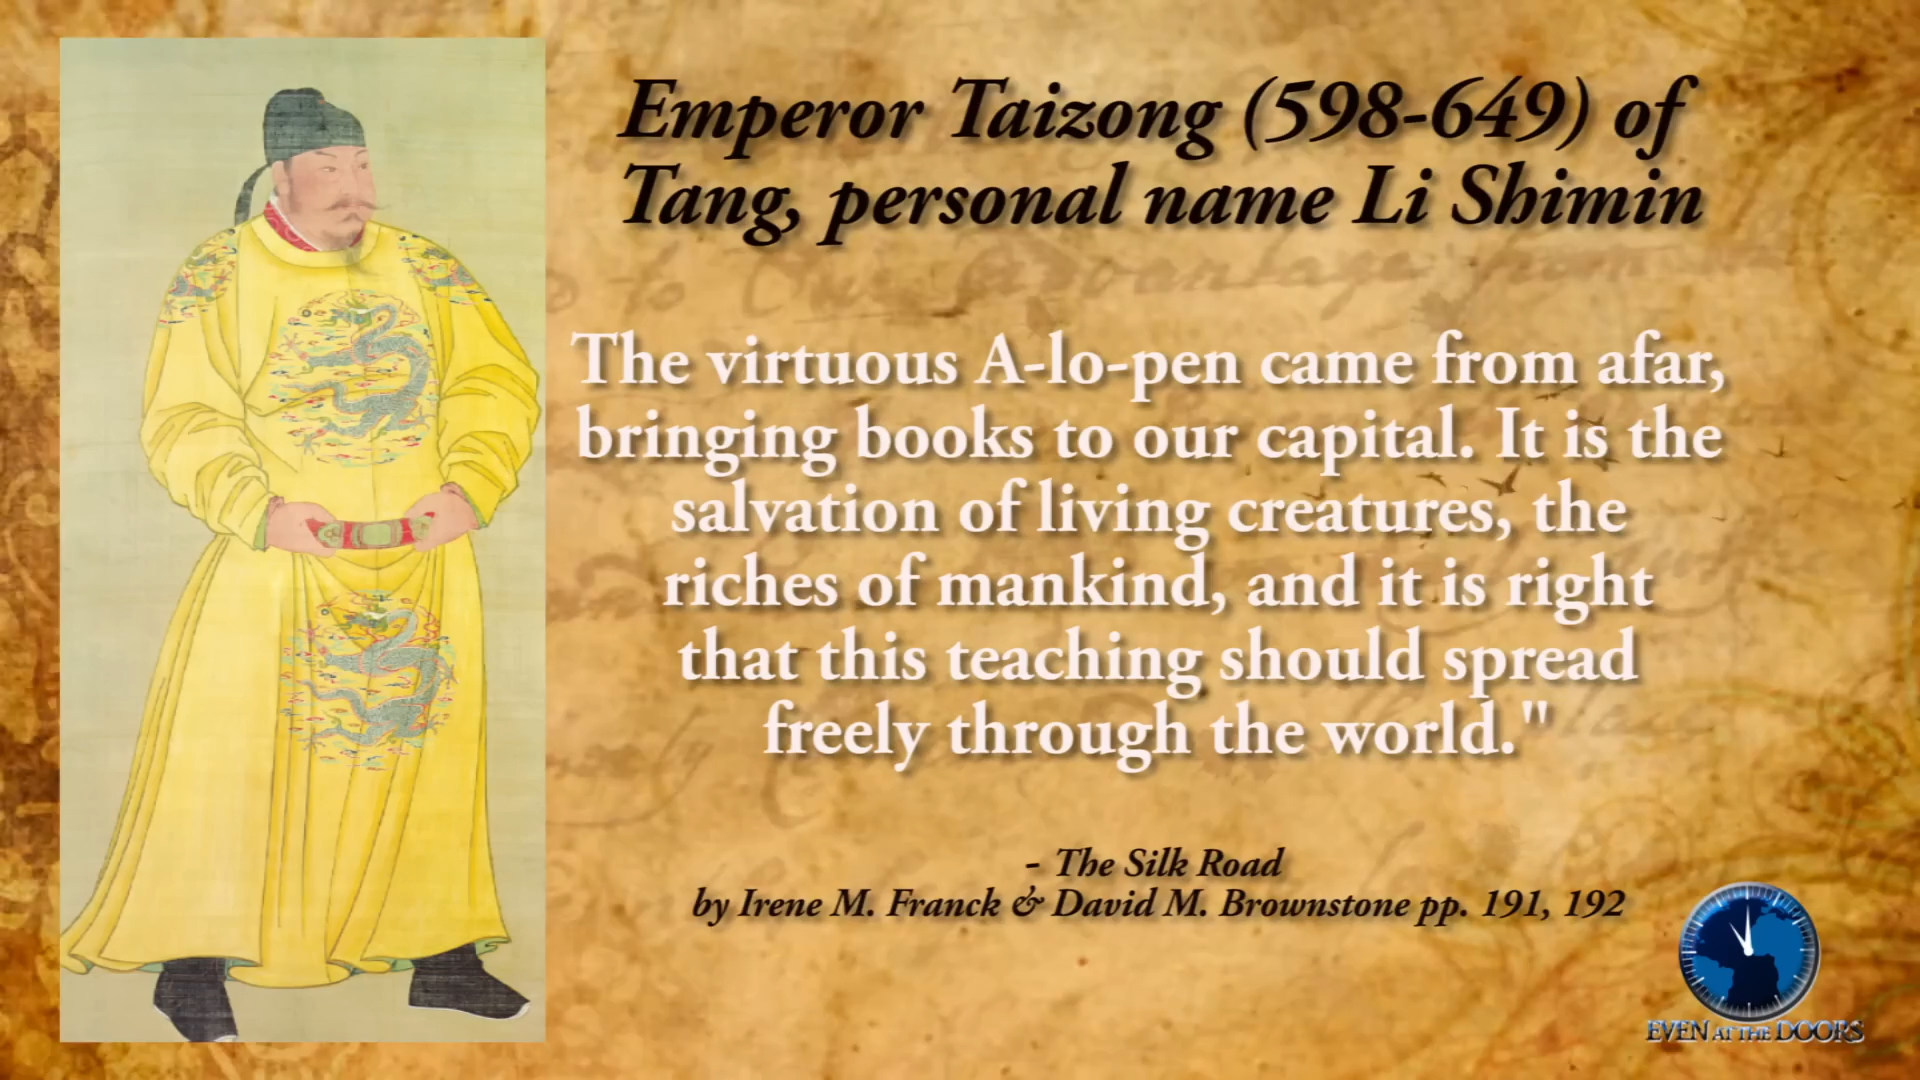 Emperor Taizong (598-649) of
Tang, personal name Li Shimin
The virtuous A-lo-pen came from afar,
bringing books to our capital. It is the
salvation of living creatures, the
riches of mankind, and it is right
that this teaching should spread
freely through the world."
- The Silk Road
by Irene M. Franck & David M. Brownstone pp. 191, 192
EVEN AT THE DOORS